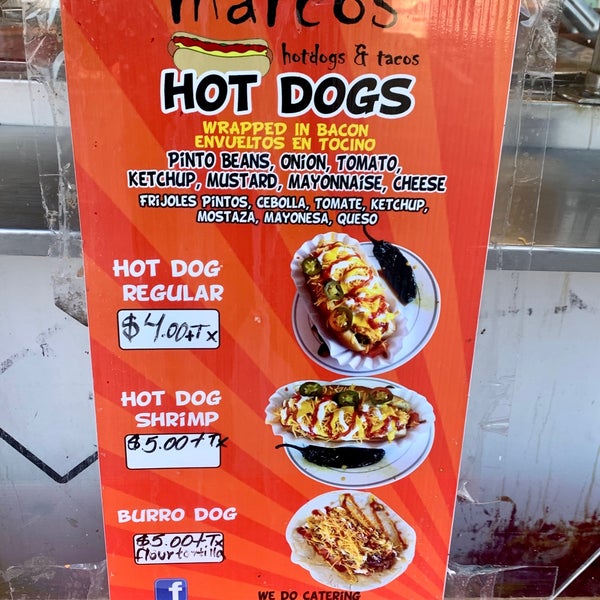 marcos
hotdogs & tacos
HOT DOGS
WRAPPED IN BACON
ENVUELTOS EN TOCINO
PINTO BEANS, ONION, TOMATO,
KETCHUP, MUSTARD, MAYONNAISE, CHEESE
FRIJOLES PINTOS, CEBOLLA, TOMATE, KETCHUP,
MOSTAZA, MAYONESA, QUESO
HOT DOG
REGULAR
$4.00+Tx
HOT DOG
SHRIMP
$5.00+Tx
BURRO DOG
$5.00+Tx
flour tortilla
f
WE DO CATERING